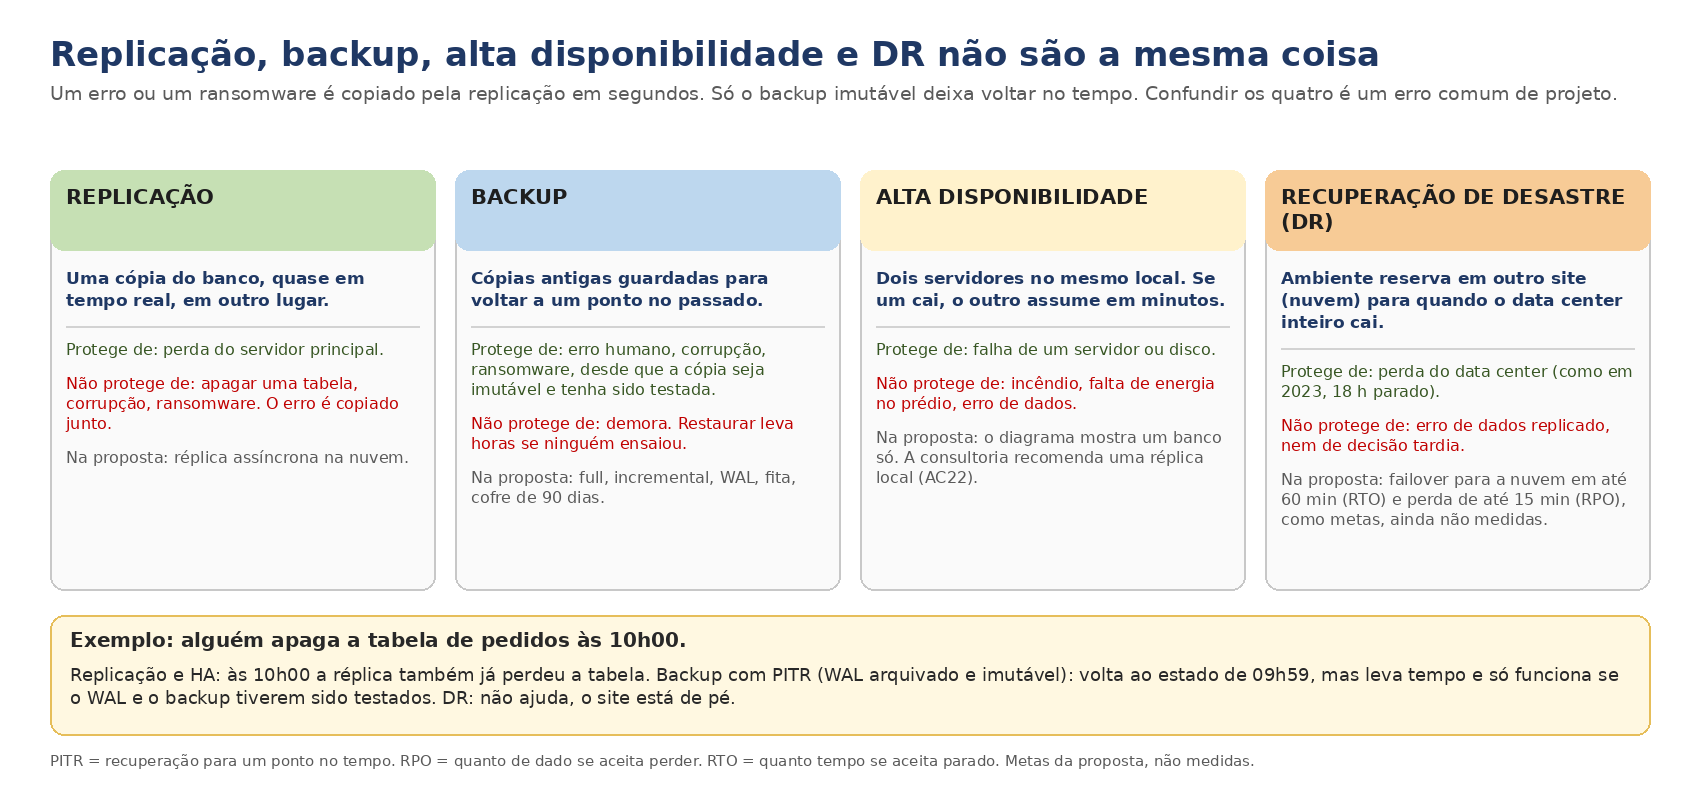 Replicação, backup, alta disponibilidade e DR não são a mesma coisa
Um erro ou um ransomware é copiado pela replicação em segundos. Só o backup imutável deixa voltar no tempo. Confundir os quatro é um erro comum de projeto.
REPLICAÇÃO
Uma cópia do banco, quase em
tempo real, em outro lugar.
Protege de: perda do servidor principal.
Não protege de: apagar uma tabela,
corrupção, ransomware. O erro é copiado
junto.
Na proposta: réplica assíncrona na nuvem.
BACKUP
Cópias antigas guardadas para
voltar a um ponto no passado.
Protege de: erro humano, corrupção,
ransomware, desde que a cópia seja
imutável e tenha sido testada.
Não protege de: demora. Restaurar leva
horas se ninguém ensaiou.
Na proposta: full, incremental, WAL, fita,
cofre de 90 dias.
ALTA DISPONIBILIDADE
Dois servidores no mesmo local. Se
um cai, o outro assume em minutos.
Protege de: falha de um servidor ou disco.
Não protege de: incêndio, falta de energia
no prédio, erro de dados.
Na proposta: o diagrama mostra um banco
só. A consultoria recomenda uma réplica
local (AC22).
RECUPERAÇÃO DE DESASTRE
(DR)
Ambiente reserva em outro site
(nuvem) para quando o data center
inteiro cai.
Protege de: perda do data center (como em
2023, 18 h parado).
Não protege de: erro de dados replicado,
nem de decisão tardia.
Na proposta: failover para a nuvem em até
60 min (RTO) e perda de até 15 min (RPO),
como metas, ainda não medidas.
Exemplo: alguém apaga a tabela de pedidos às 10h00.
Replicação e HA: às 10h00 a réplica também já perdeu a tabela. Backup com PITR (WAL arquivado e imutável): volta ao estado de 09h59, mas leva tempo e só funciona se
o WAL e o backup tiverem sido testados. DR: não ajuda, o site está de pé.
PITR = recuperação para um ponto no tempo. RPO = quanto de dado se aceita perder. RTO = quanto tempo se aceita parado. Metas da proposta, não medidas.